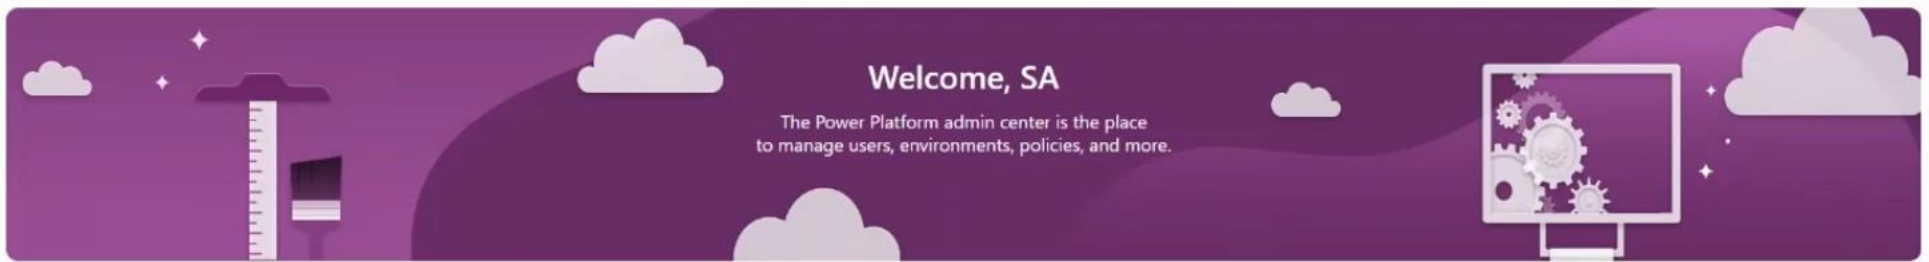 Welcome, SA
The Power Platform admin center is the place
to manage users, environments, policies, and more.